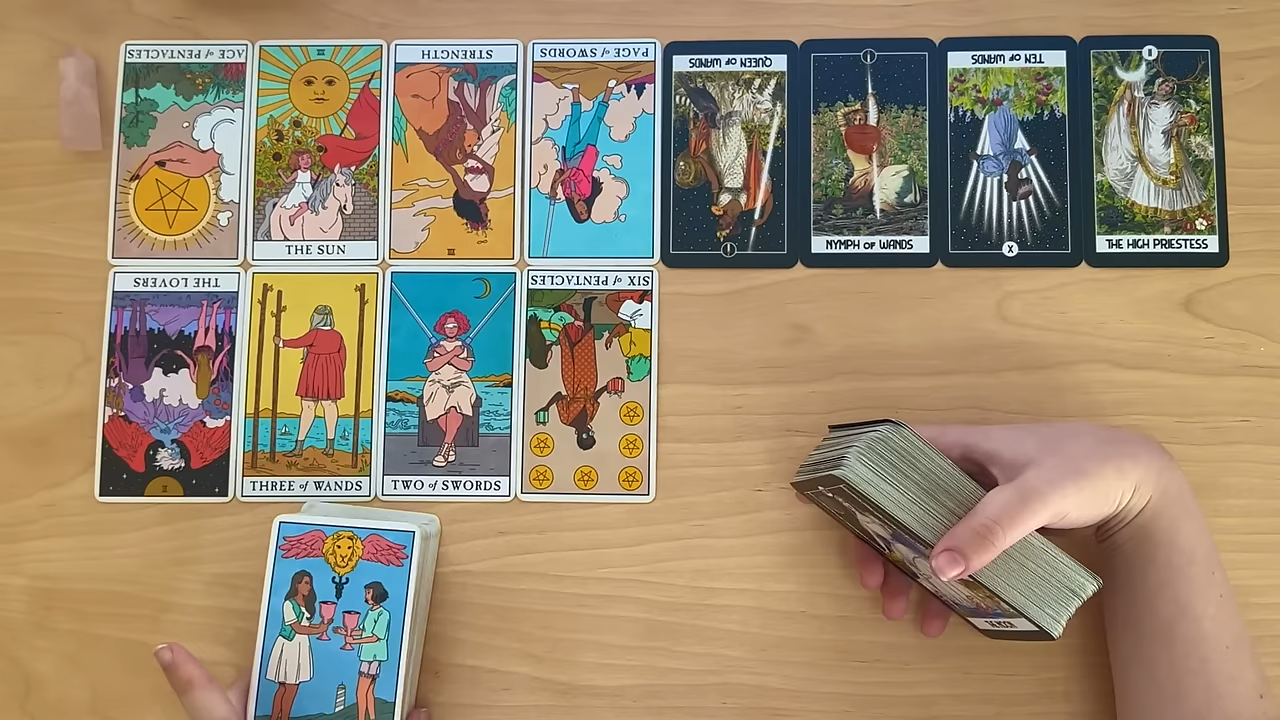 ACE of PENTACLES
THE SUN
STRENGTH
PAGE of SWORDS
QUEEN OF WANDS
NYMPH OF WANDS
TEN OF WANDS
X
II
THE HIGH PRIESTESS
THE LOVERS
THREE of WANDS
TWO of SWORDS
SIX of PENTACLES